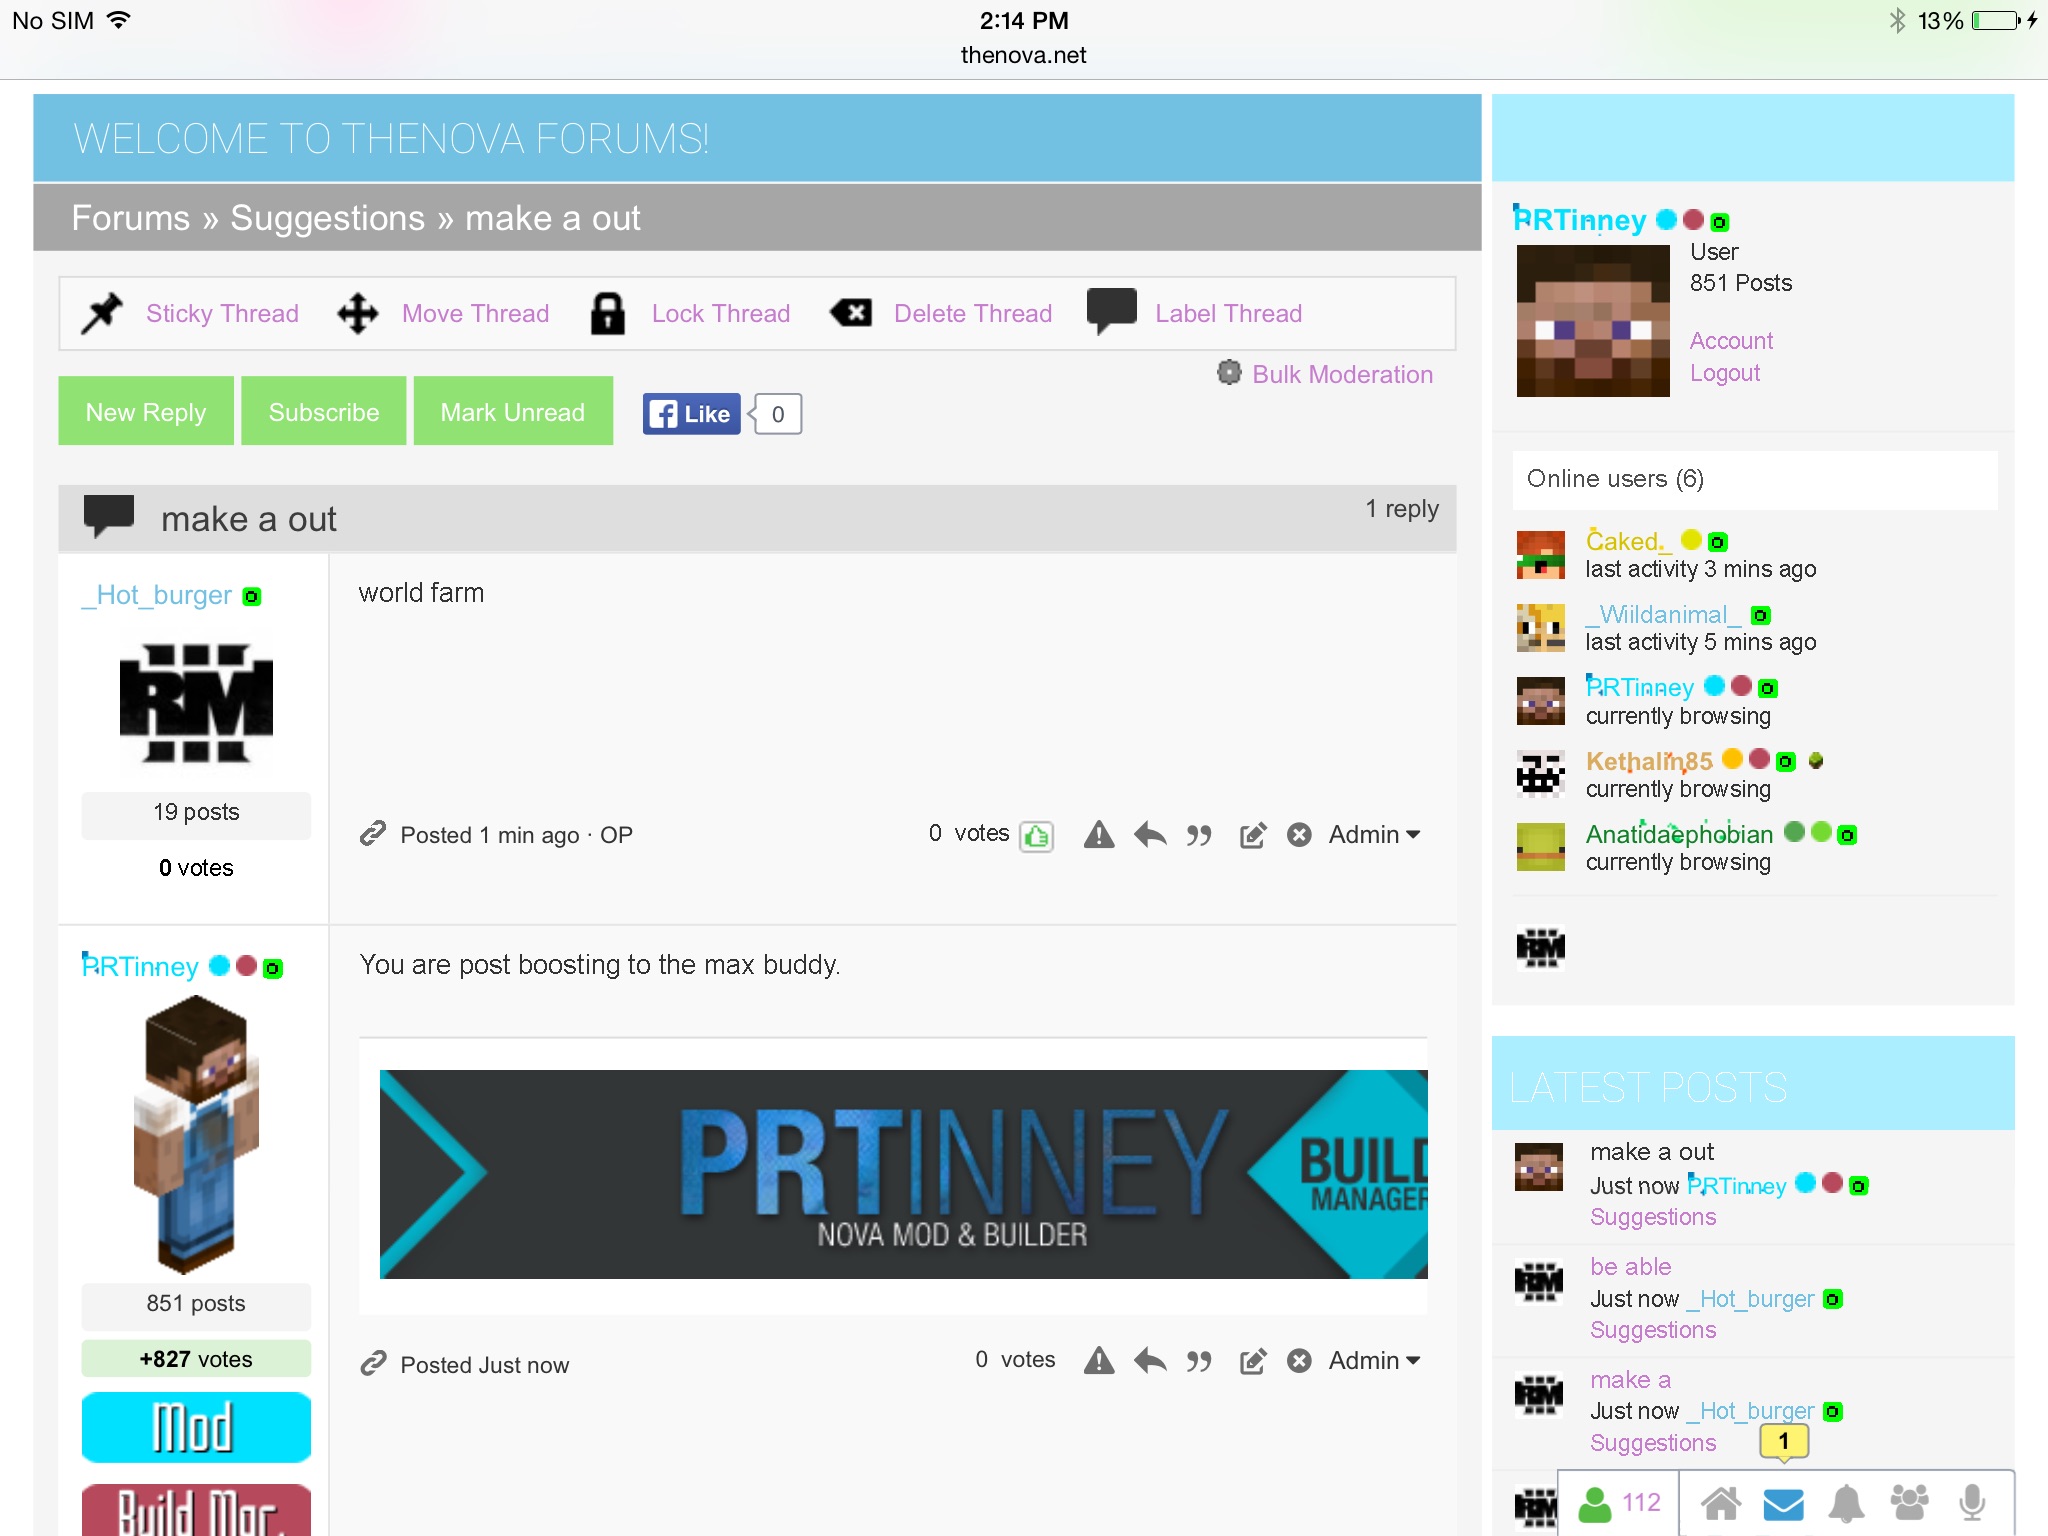 No SIM
2:14 PM
13%
thenova.net
WELCOME TO THENOVA FORUMS!
Forums » Suggestions » make a out
Sticky Thread Move Thread Lock Thread Delete Thread Label Thread
Bulk Moderation
New Reply Subscribe Mark Unread
Like 0
make a out
1 reply
_Hot_burger
RM
19 posts
0 votes
world farm
Posted 1 min ago · OP
0 votes
Admin
PRTinney
851 posts
+827 votes
Mod
Build Mgr.
You are post boosting to the max buddy.
PRTINNEY
NOVA MOD & BUILDER
BUILD
MANAGER
Posted Just now
0 votes
Admin
PRTinney
User
851 Posts
Account
Logout
Online users (6)
Caked_
last activity 3 mins ago
_Wiildanimal_
last activity 5 mins ago
PRTinney
currently browsing
Kethalin85
currently browsing
Anatidaephobian
currently browsing
RM
LATEST POSTS
make a out
Just now PRTinney
Suggestions
RM
be able
Just now _Hot_burger
Suggestions
RM
make a
Just now _Hot_burger
Suggestions
1
RM
112